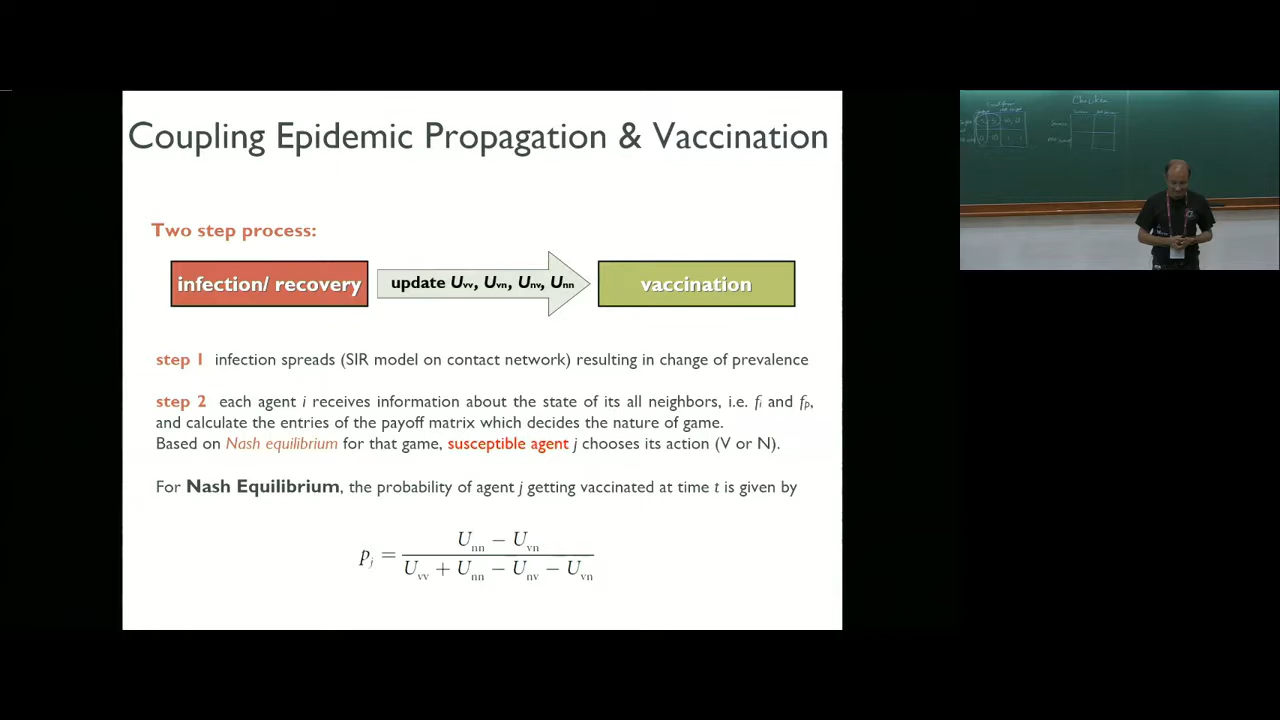 Coupling Epidemic Propagation & Vaccination
Two step process:
infection/ recovery
update Uvv, Uvn, Unv, Unn
vaccination
step 1 infection spreads (SIR model on contact network) resulting in change of prevalence
step 2 each agent i receives information about the state of its all neighbors, i.e. fi and fp,
and calculate the entries of the payoff matrix which decides the nature of game.
Based on Nash equilibrium for that game, susceptible agent j chooses its action (V or N).
For Nash Equilibrium, the probability of agent j getting vaccinated at time t is given by
pj = (Unn − Uvn) / (Uvv + Unn − Unv − Uvn)
Chicken